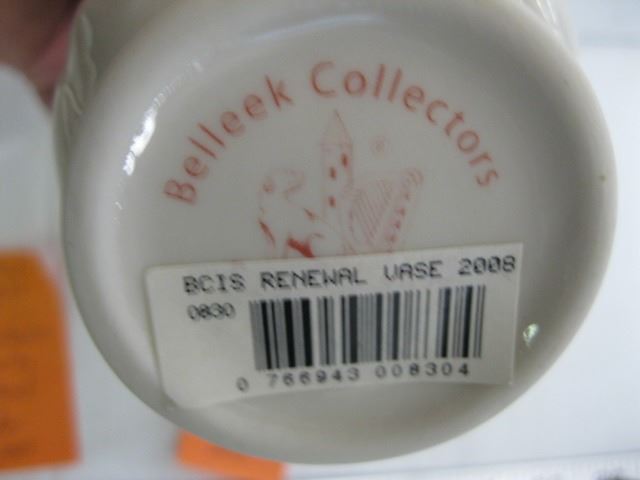 Belleek Collectors
BCIS RENEWAL VASE 2008
0830
0 766943 008304